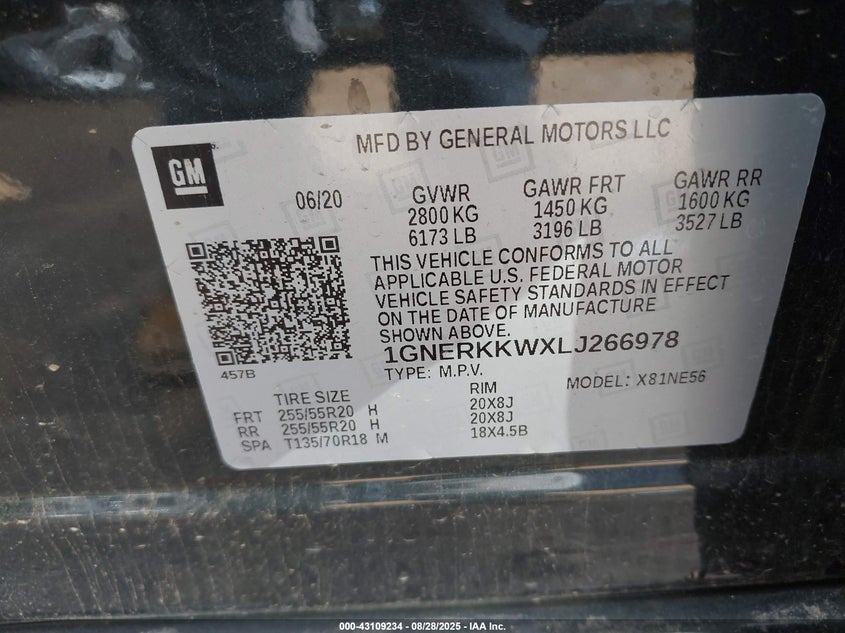 MFD BY GENERAL MOTORS LLC
GM
06/20
GVWR
2800 KG
6173 LB
GAWR FRT
1450 KG
3196 LB
GAWR RR
1600 KG
3527 LB
THIS VEHICLE CONFORMS TO ALL
APPLICABLE U.S. FEDERAL MOTOR
VEHICLE SAFETY STANDARDS IN EFFECT
ON THE DATE OF MANUFACTURE
SHOWN ABOVE.
1GNERKKWXLJ266978
457B
TYPE: M.P.V.
MODEL: X81NE56
TIRE SIZE
RIM
FRT 255/55R20 H 20X8J
RR 255/55R20 H 20X8J
SPA T135/70R18 M 18X4.5B
000-43109234 - 08/28/2025 - IAA Inc.